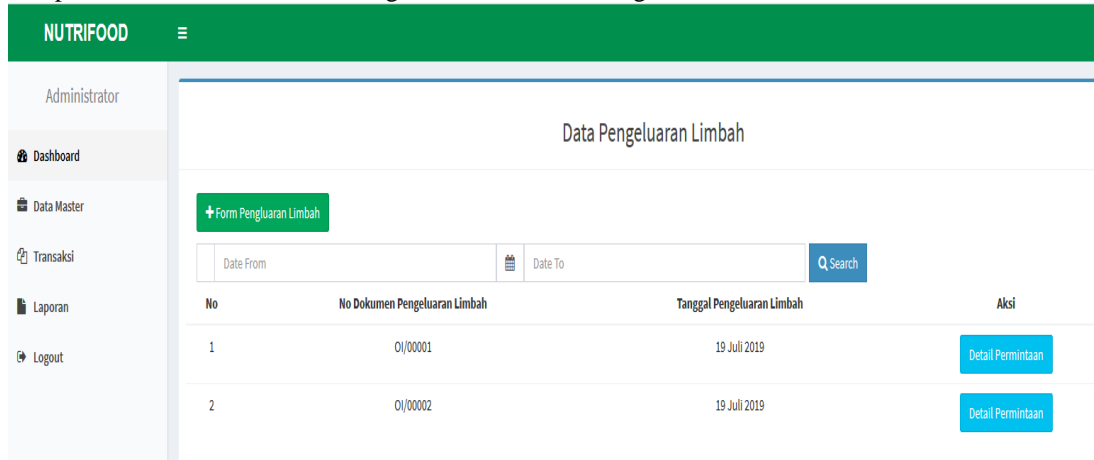 NUTRIFOOD
Administrator
Dashboard
Data Master
Transaksi
Laporan
Logout
Data Pengeluaran Limbah
Form Pengluaran Limbah
Date From Date To Search
No No Dokumen Pengeluaran Limbah Tanggal Pengeluaran Limbah Aksi
1 OI/00001 19 Juli 2019 Detail Permintaan
2 OI/00002 19 Juli 2019 Detail Permintaan